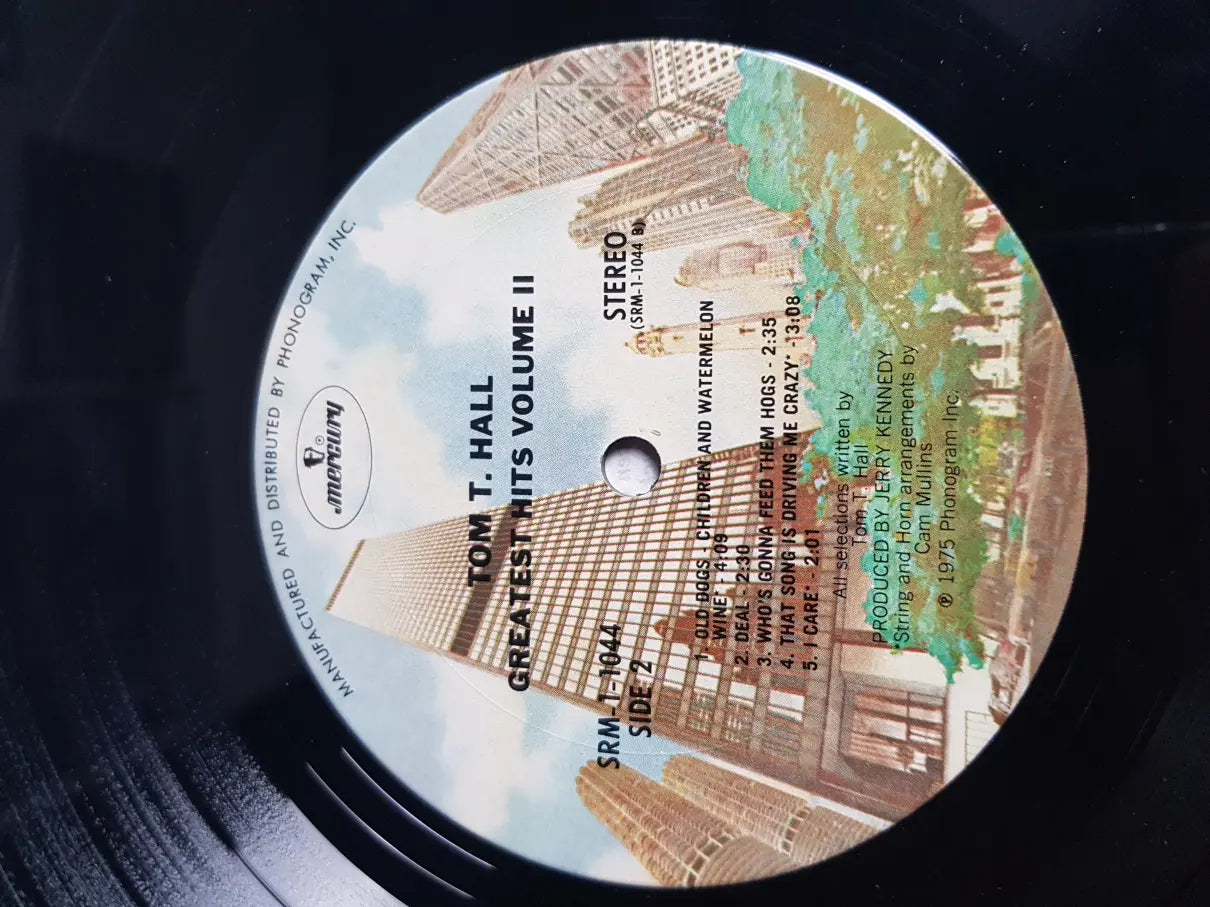 MANUFACTURED AND DISTRIBUTED BY PHONOGRAM, INC.
mercury ®
TOM T. HALL
GREATEST HITS VOLUME II
SRM-1-1044 STEREO
SIDE 2 (SRM-1-1044 B)
1. OLD DOGS - CHILDREN AND WATERMELON
WINE* - 4:09
2. DEAL - 2:30
3. WHO'S GONNA FEED THEM HOGS - 2:35
4. THAT SONG IS DRIVING ME CRAZY* -13:08
5. I CARE* - 2:01
All selections written by
Tom T. Hall
PRODUCED BY JERRY KENNEDY
*String and Horn arrangements by
Cam Mullins
℗ 1975 Phonogram Inc.